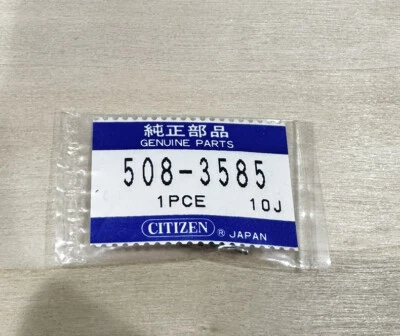 純正部品
GENUINE PARTS
508-3585
1PCE 10J
CITIZEN ® JAPAN